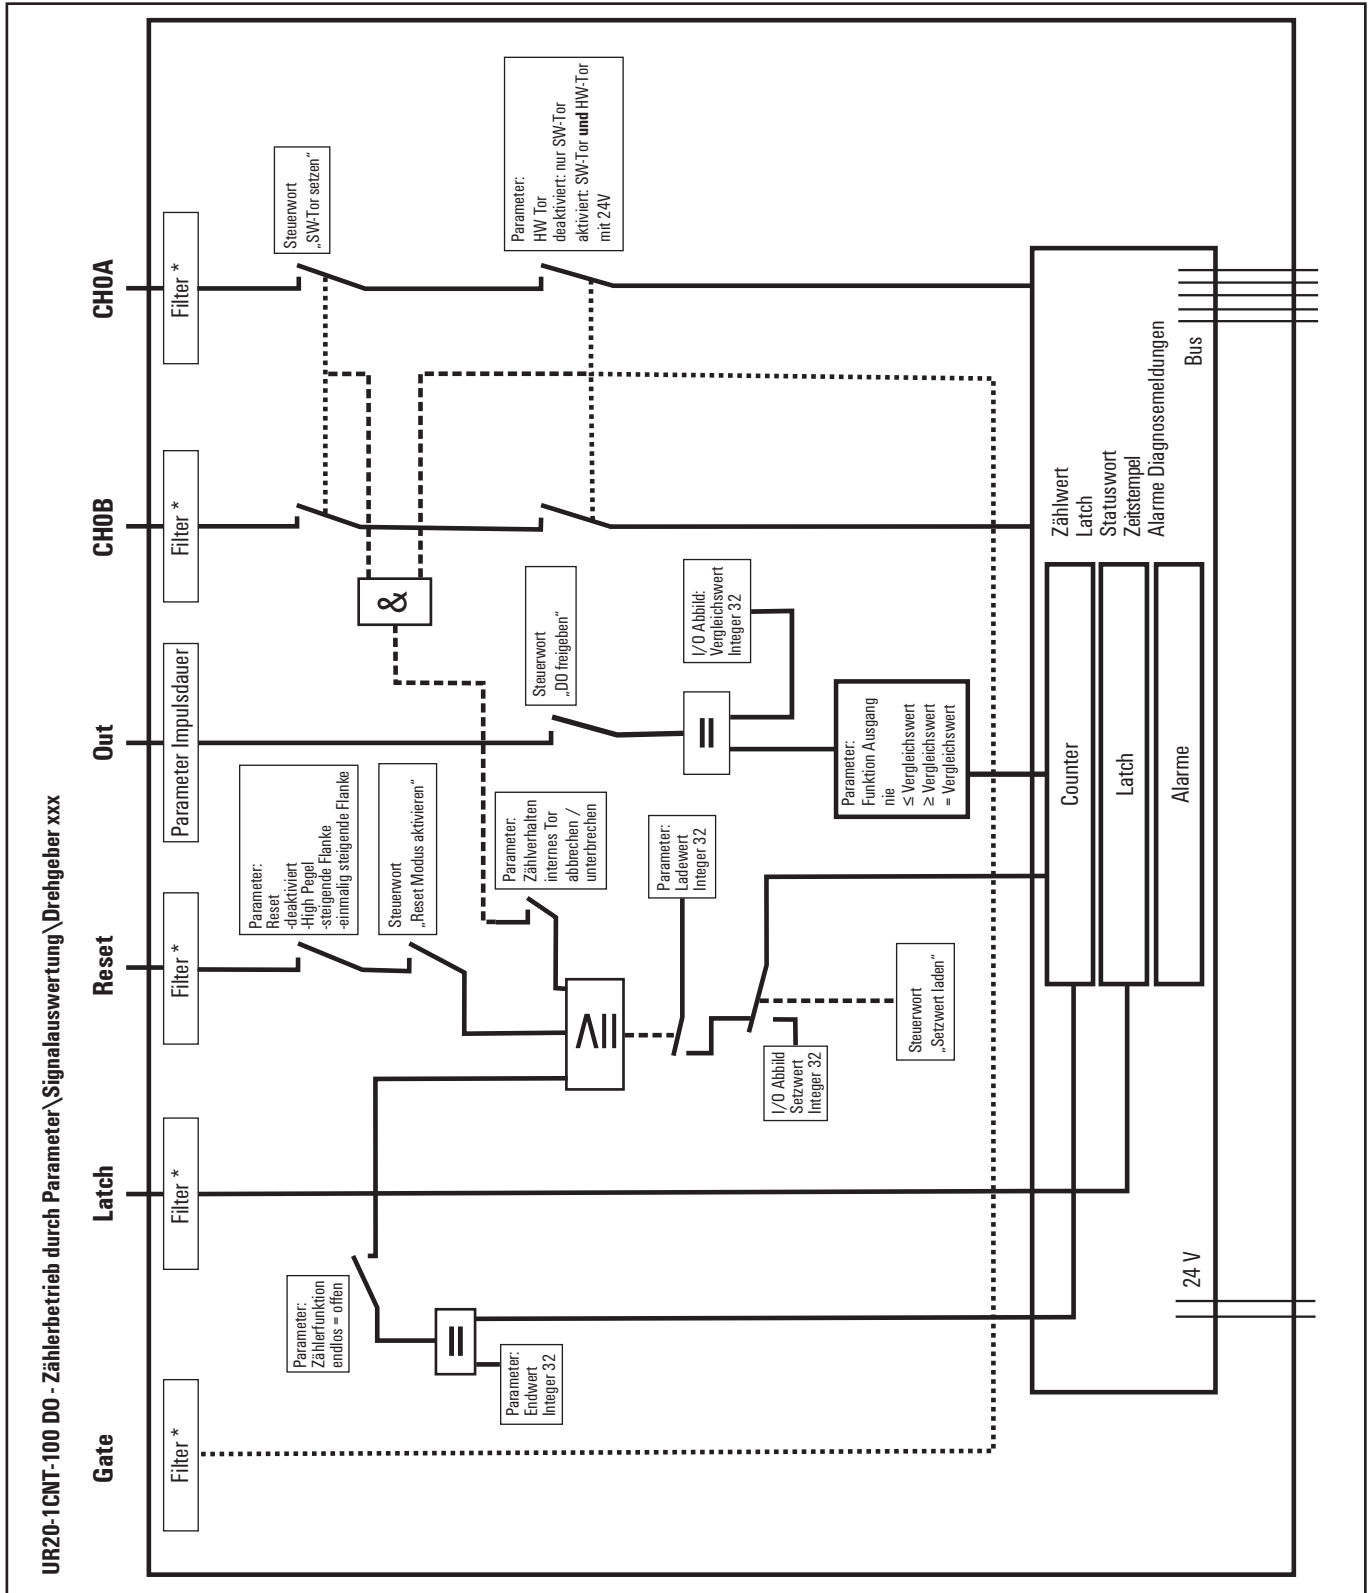 UR20-1CNT-100 DO - Zählerbetrieb durch Parameter\Signalauswertung\Drehgeber xxx
Gate
Latch
Reset
Out
CH0B
CH0A
Filter *
Filter *
Filter *
Parameter Impulsdauer
Filter *
Filter *
Parameter:
Zählerfunktion
endlos = offen
=
Parameter:
Endwert
Integer 32
Parameter:
Reset
-deaktiviert
-High Pegel
-steigende Flanke
-einmalig steigende Flanke
Steuerwort
„Reset Modus aktivieren“
Parameter:
Zählverhalten
internes Tor
abbrechen /
unterbrechen
≥
Parameter:
Ladewert
Integer 32
I/O Abbild
Setzwert
Integer 32
Steuerwort
„Setzwert laden“
&
Steuerwort
„DO freigeben“
=
I/O Abbild:
Vergleichswert
Integer 32
Parameter:
Funktion Ausgang
nie
≤ Vergleichswert
≥ Vergleichswert
= Vergleichswert
Steuerwort
„SW-Tor setzen“
Parameter:
HW Tor
deaktiviert: nur SW-Tor
aktiviert: SW-Tor und HW-Tor
mit 24V
Counter
Latch
Alarme
Zählwert
Latch
Statuswort
Zeitstempel
Alarme Diagnosemeldungen
24 V
Bus